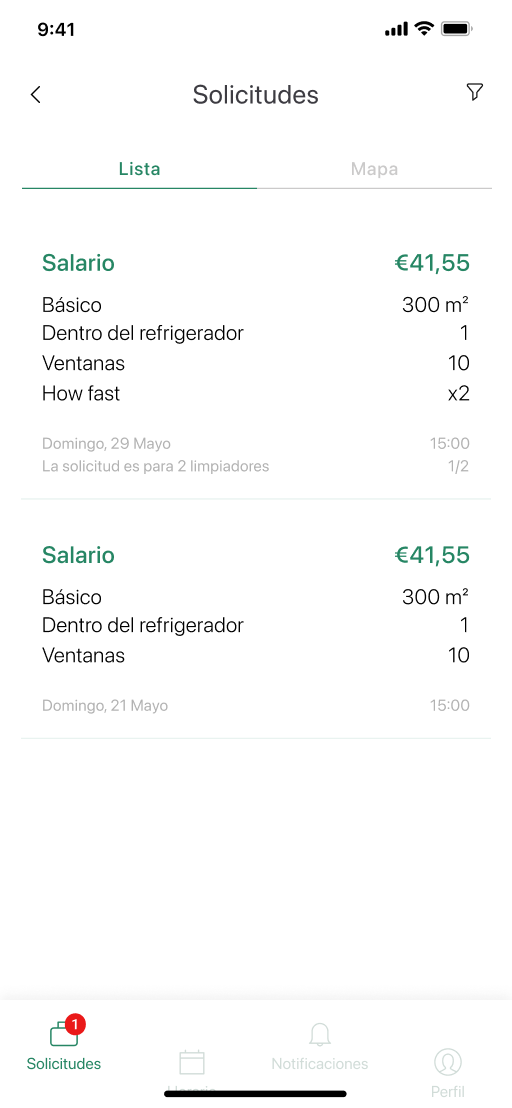 9:41
Solicitudes
Lista Mapa
Salario €41,55
Básico 300 m²
Dentro del refrigerador 1
Ventanas 10
How fast x2
Domingo, 29 Mayo 15:00
La solicitud es para 2 limpiadores 1/2
Salario €41,55
Básico 300 m²
Dentro del refrigerador 1
Ventanas 10
Domingo, 21 Mayo 15:00
1
Solicitudes Notificaciones
Perfil